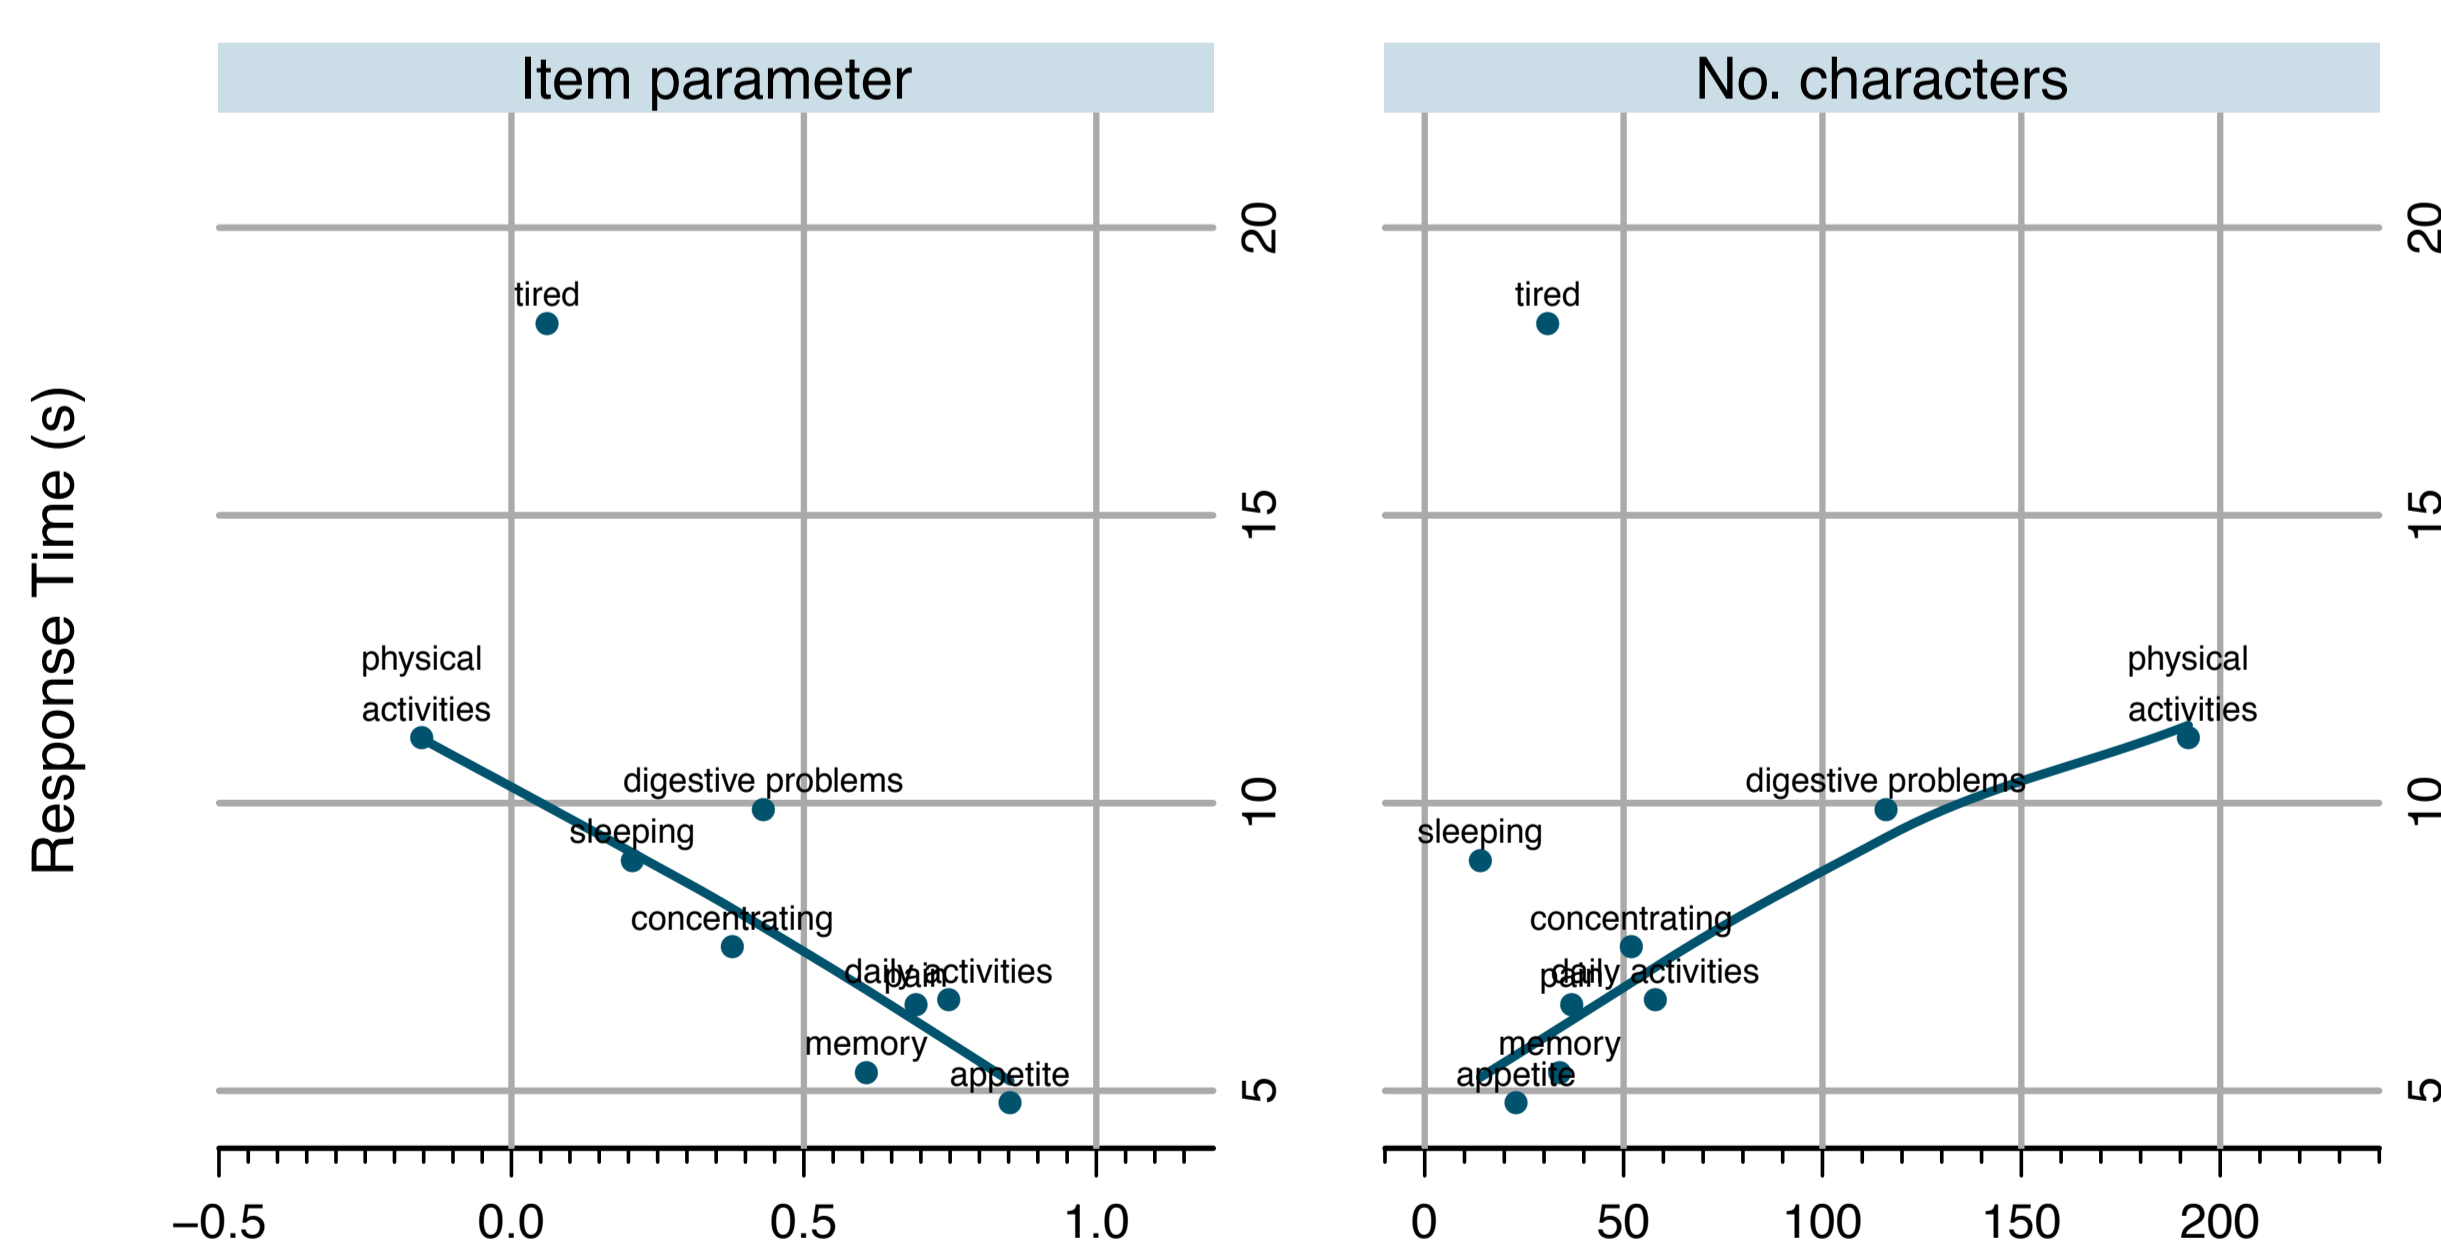 Item parameter
No. characters
Response Time (s)
20
20
tired
tired
15
15
physical
activities
physical
activities
digestive problems
digestive problems
10
10
sleeping
sleeping
concentrating
concentrating
daily activities
pain
pain
daily activities
memory
memory
appetite
appetite
5
5
−0.5
0.0
0.5
1.0
0
50
100
150
200